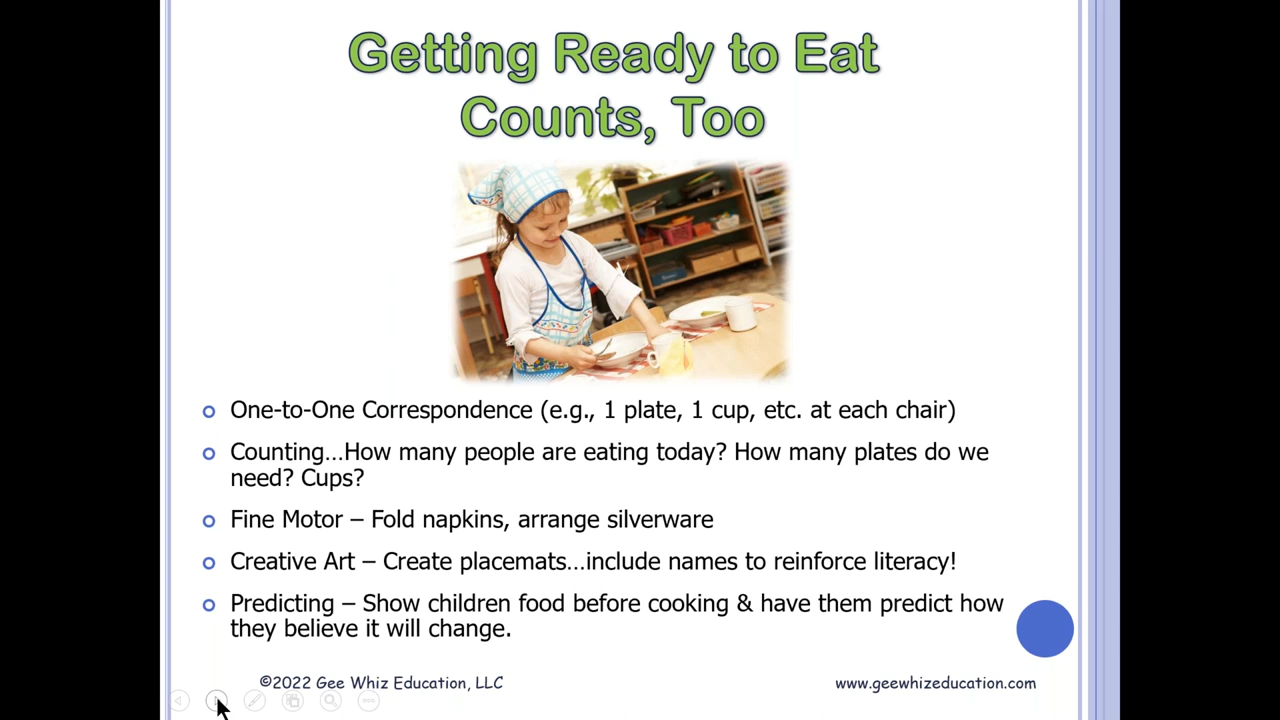 Getting Ready to Eat
Counts, Too
One-to-One Correspondence (e.g., 1 plate, 1 cup, etc. at each chair)
Counting…How many people are eating today? How many plates do we
need? Cups?
Fine Motor – Fold napkins, arrange silverware
Creative Art – Create placemats…include names to reinforce literacy!
Predicting – Show children food before cooking & have them predict how
they believe it will change.
©2022 Gee Whiz Education, LLC
www.geewhizeducation.com